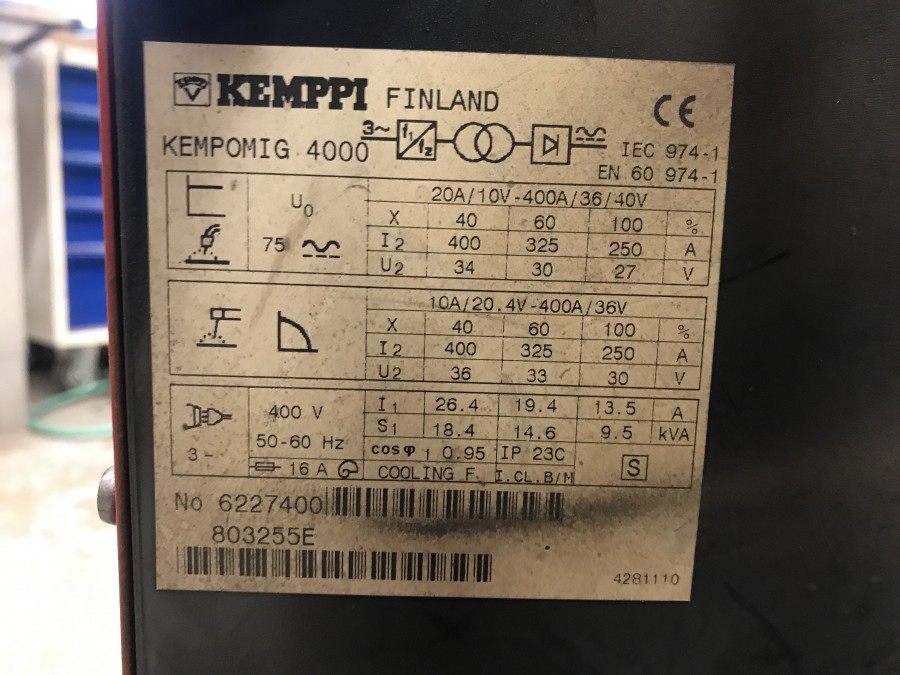 KEMPPI FINLAND
CE
KEMPOMIG 4000
3~ f1/f2
IEC 974-1
EN 60 974-1
U0
75
20A/10V-400A/36/40V
X 40 60 100 %
I2 400 325 250 A
U2 34 30 27 V
10A/20.4V-400A/36V
X 40 60 100 %
I2 400 325 250 A
U2 36 33 30 V
3~
400 V
50-60 Hz
16 A
I1 26.4 19.4 13.5 A
S1 18.4 14.6 9.5 kVA
cos φ 1 0.95 IP 23C
COOLING F. I.CL.B/M
S
No 6227400
803255E
4281110